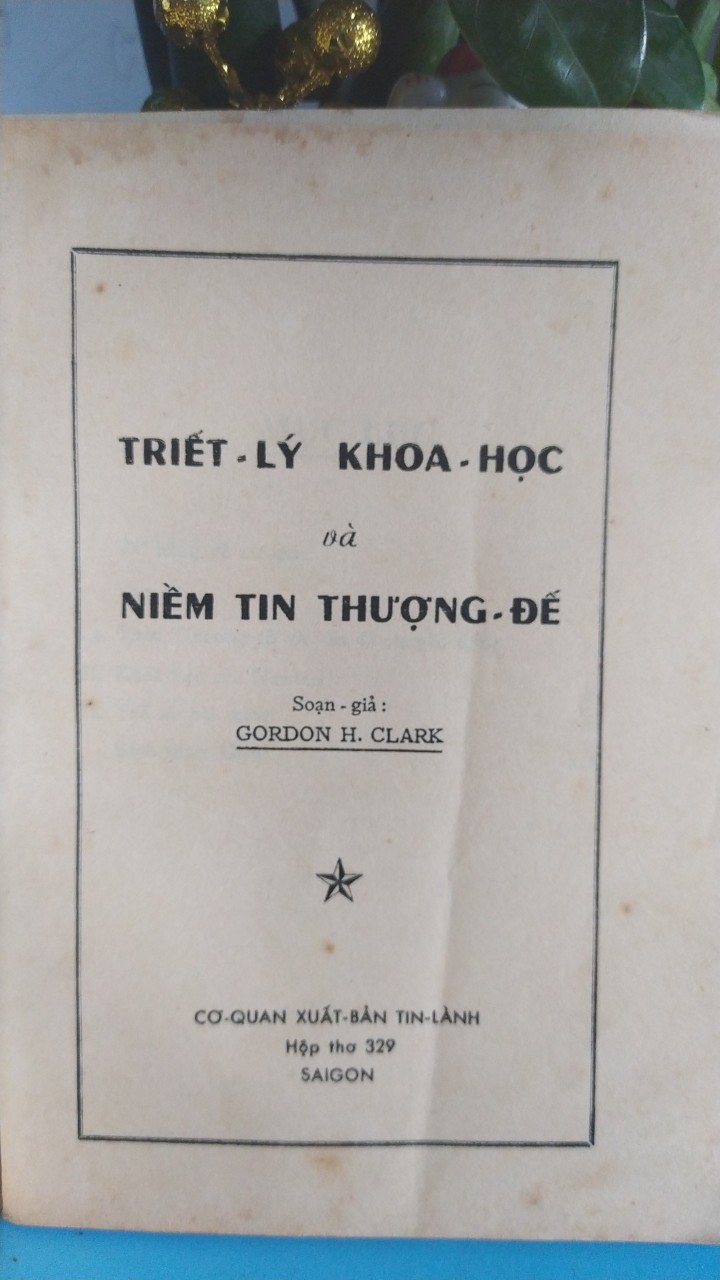 TRIẾT-LÝ KHOA-HỌC
và
NIỀM TIN THƯỢNG-ĐẾ
Soạn-giả:
GORDON H. CLARK
CƠ-QUAN XUẤT-BẢN TIN-LÀNH
Hộp thơ 329
SAIGON